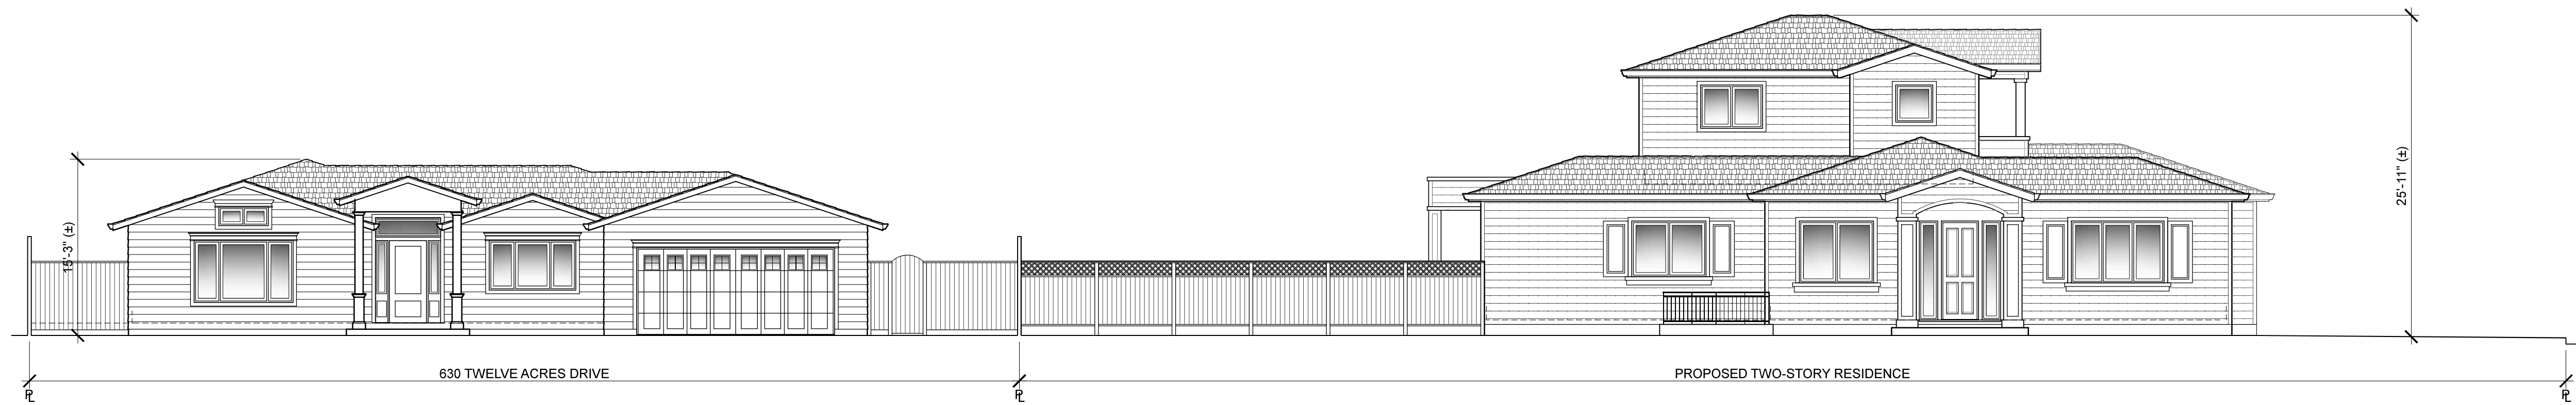 15'-3" (±)
25'-11" (±)
630 TWELVE ACRES DRIVE
PROPOSED TWO-STORY RESIDENCE
PL
PL
PL